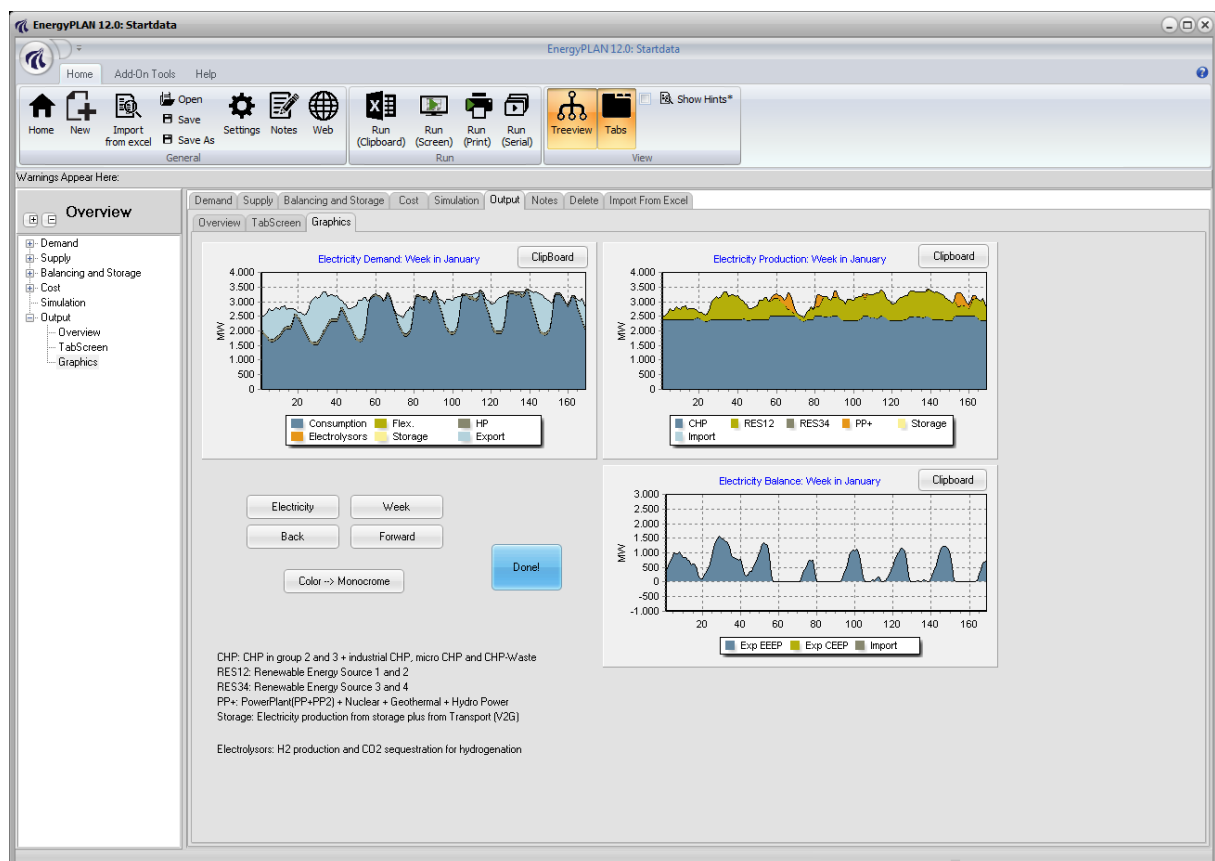 EnergyPLAN 12.0: Startdata
EnergyPLAN 12.0: Startdata
Home Add-On Tools Help
Home New Import from excel Open Save Save As Settings Notes Web Run (Clipboard) Run (Screen) Run (Print) Run (Serial) Treeview Tabs Show Hints*
General Run View
Warnings Appear Here:
Overview
Demand
Supply
Balancing and Storage
Cost
Simulation
Output
Overview
TabScreen
Graphics
Demand Supply Balancing and Storage Cost Simulation Output Notes Delete Import From Excel
Overview TabScreen Graphics
Electricity Demand: Week in January ClipBoard
4.000
3.500
3.000
2.500
2.000
1.500
1.000
500
0
MW
20 40 60 80 100 120 140 160
Consumption Flex. HP
Electrolysors Storage Export
Electricity Production: Week in January Clipboard
4.000
3.500
3.000
2.500
2.000
1.500
1.000
500
0
MW
20 40 60 80 100 120 140 160
CHP RES12 RES34 PP+ Storage
Import
Electricity Week
Back Forward
Done!
Color --> Monocrome
Electricity Balance: Week in January Clipboard
3.000
2.500
2.000
1.500
1.000
500
0
-500
-1.000
MW
20 40 60 80 100 120 140 160
Exp EEEP Exp CEEP Import
CHP: CHP in group 2 and 3 + industrial CHP, micro CHP and CHP-Waste
RES12: Renewable Energy Source 1 and 2
RES34: Renewable Energy Source 3 and 4
PP+: PowerPlant(PP+PP2) + Nuclear + Geothermal + Hydro Power
Storage: Electricity production from storage plus from Transport (V2G)
Electrolysors: H2 production and CO2 sequestration for hydrogenation